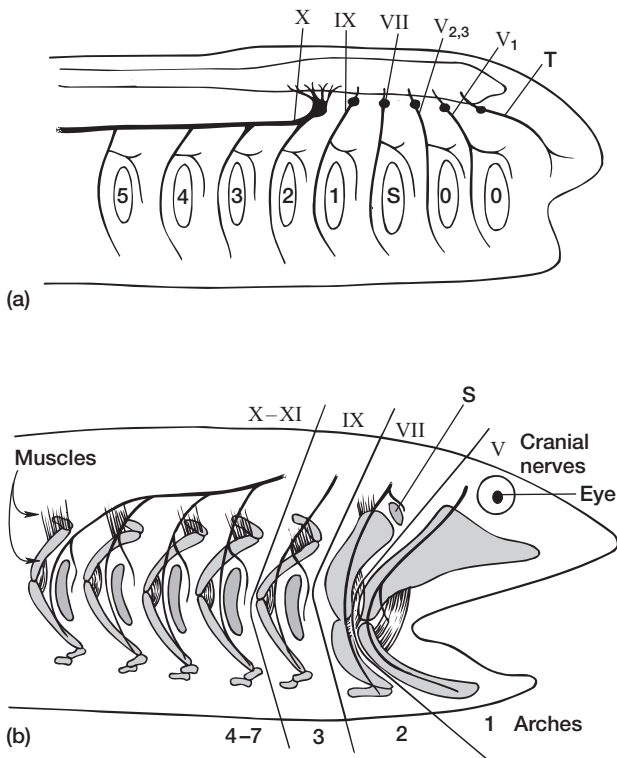 X IX VII V2,3 V1 T
5 4 3 2 1 S 0 0
(a)
S
X–XI IX VII V Cranial nerves
Muscles
Eye
4–7 3 2 1 Arches
(b)